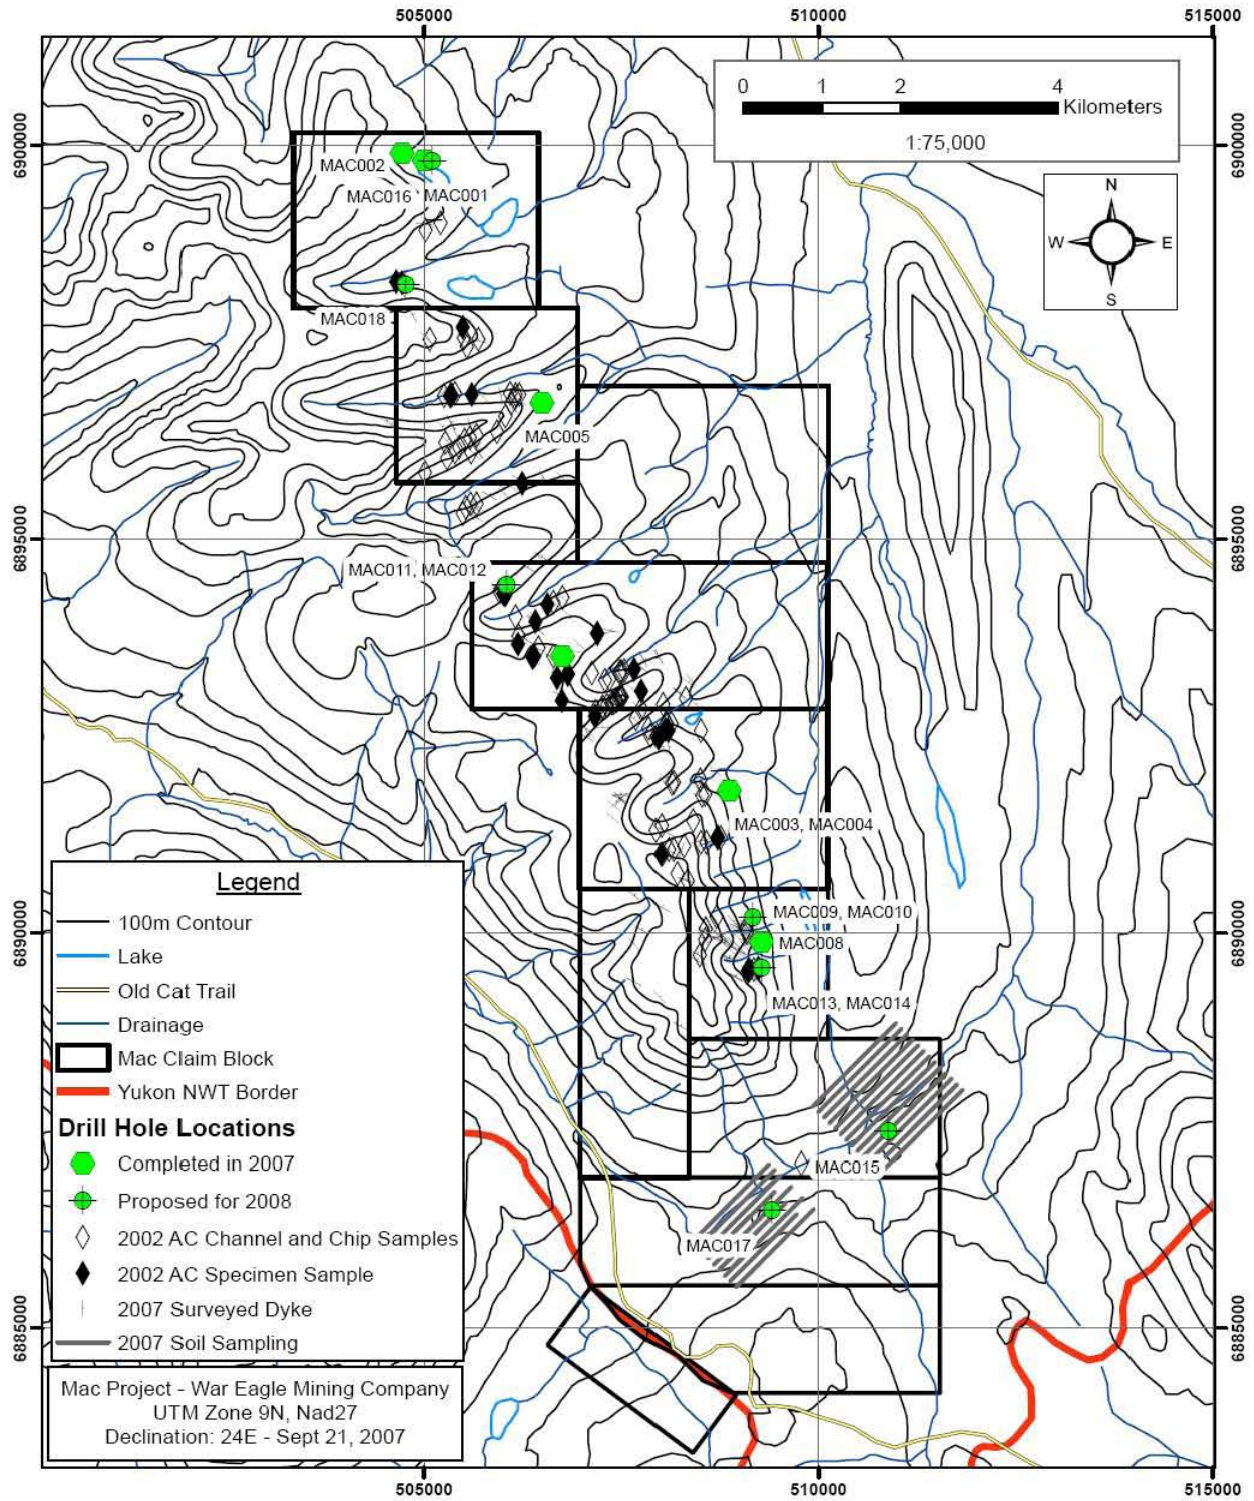 505000
510000
515000
6900000
6895000
6890000
6885000
0 1 2 4
Kilometers
1:75,000
N
W E
S
MAC002
MAC016 MAC001
MAC018
MAC005
MAC011, MAC012
MAC003, MAC004
MAC009, MAC010
MAC008
MAC013, MAC014
MAC015
MAC017
Legend
100m Contour
Lake
Old Cat Trail
Drainage
Mac Claim Block
Yukon NWT Border
Drill Hole Locations
Completed in 2007
Proposed for 2008
2002 AC Channel and Chip Samples
2002 AC Specimen Sample
2007 Surveyed Dyke
2007 Soil Sampling
Mac Project - War Eagle Mining Company
UTM Zone 9N, Nad27
Declination: 24E - Sept 21, 2007
6900000
6895000
6890000
6885000
505000
510000
515000